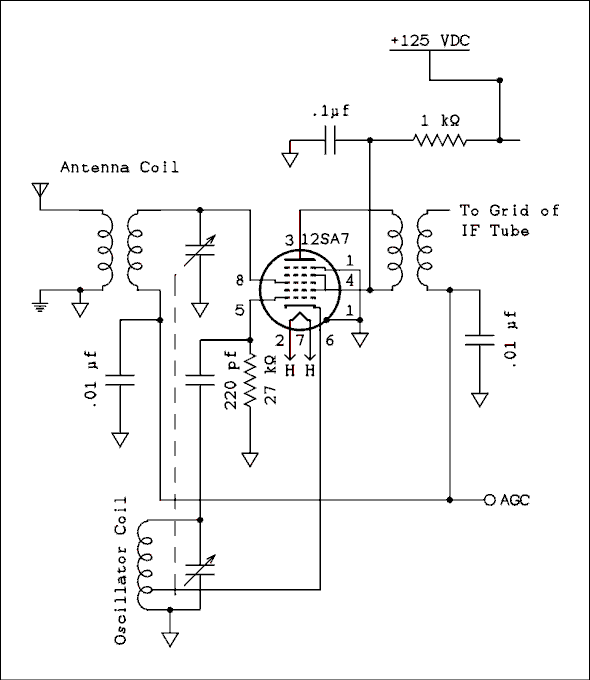 +125 VDC
.1µf
1 kΩ
Antenna Coil
To Grid of
IF Tube
3
12SA7
1
8
4
5
1
2
7
6
H
H
.01 µf
220 pf
27 kΩ
.01 µf
AGC
Oscillator Coil